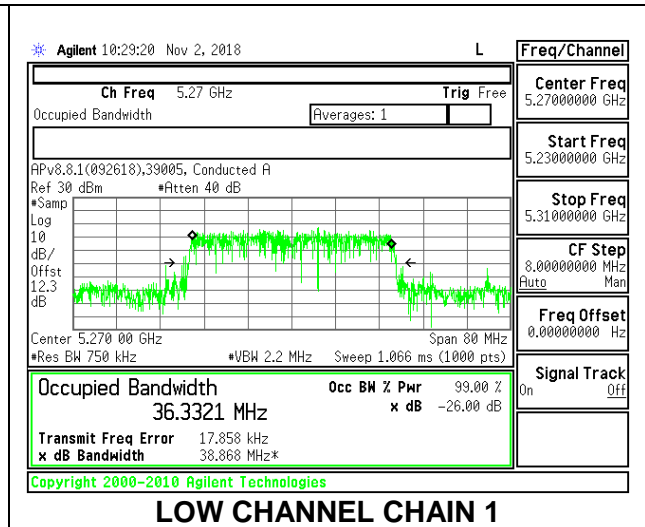 Agilent 10:29:20 Nov 2, 2018 L
Freq/Channel
Ch Freq 5.27 GHz Trig Free
Occupied Bandwidth Averages: 1
Center Freq
5.27000000 GHz
Start Freq
5.23000000 GHz
Stop Freq
5.31000000 GHz
CF Step
8.00000000 MHz
Auto Man
Freq Offset
0.00000000 Hz
Signal Track
On Off
APv8.8.1(092618),39005, Conducted A
Ref 30 dBm #Atten 40 dB
#Samp
Log
10
dB/
Offst
12.3
dB
Center 5.270 00 GHz Span 80 MHz
#Res BW 750 kHz #VBW 2.2 MHz Sweep 1.066 ms (1000 pts)
Occupied Bandwidth Occ BW % Pwr 99.00 %
36.3321 MHz x dB -26.00 dB
Transmit Freq Error 17.858 kHz
x dB Bandwidth 38.868 MHz*
Copyright 2000-2010 Agilent Technologies
LOW CHANNEL CHAIN 1